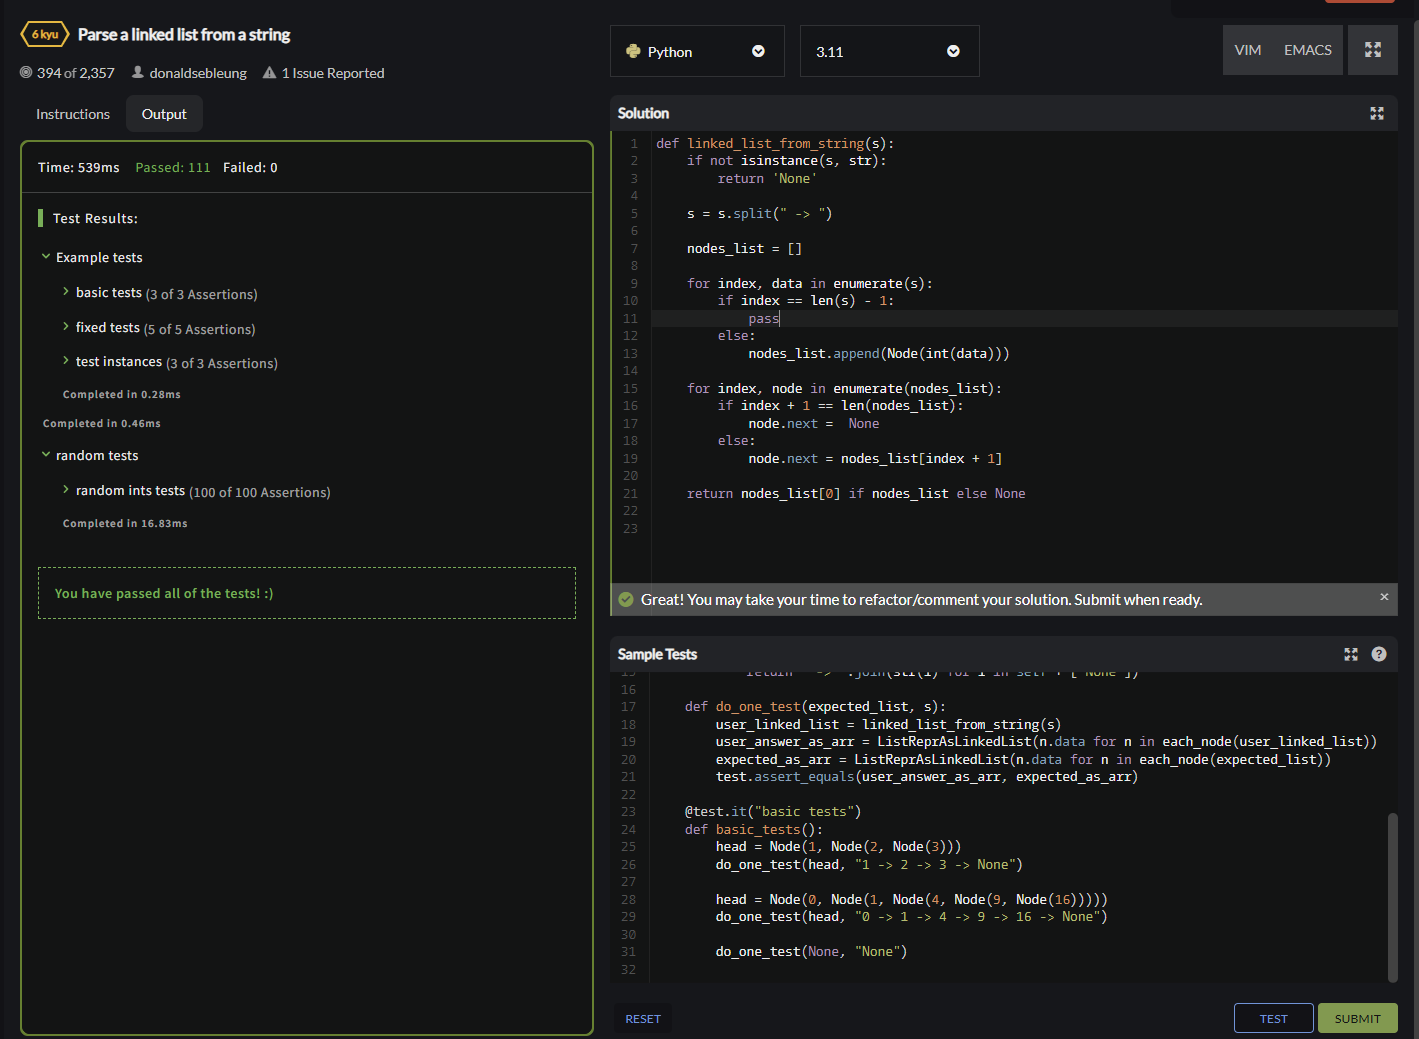 6 kyu Parse a linked list from a string
394 of 2,357 donaldsebleung 1 Issue Reported
Instructions Output
Time: 539ms Passed: 111 Failed: 0
Test Results:
Example tests
basic tests (3 of 3 Assertions)
fixed tests (5 of 5 Assertions)
test instances (3 of 3 Assertions)
Completed in 0.28ms
Completed in 0.46ms
random tests
random ints tests (100 of 100 Assertions)
Completed in 16.83ms
You have passed all of the tests! :)
Python 3.11 VIM EMACS
Solution
1 def linked_list_from_string(s):
2     if not isinstance(s, str):
3         return 'None'
4
5     s = s.split(" -> ")
6
7     nodes_list = []
8
9     for index, data in enumerate(s):
10         if index == len(s) - 1:
11             pass
12         else:
13             nodes_list.append(Node(int(data)))
14
15     for index, node in enumerate(nodes_list):
16         if index + 1 == len(nodes_list):
17             node.next =  None
18         else:
19             node.next = nodes_list[index + 1]
20
21     return nodes_list[0] if nodes_list else None
22
23
Great! You may take your time to refactor/comment your solution. Submit when ready. ×
Sample Tests ?
16
17     def do_one_test(expected_list, s):
18         user_linked_list = linked_list_from_string(s)
19         user_answer_as_arr = ListReprAsLinkedList(n.data for n in each_node(user_linked_list))
20         expected_as_arr = ListReprAsLinkedList(n.data for n in each_node(expected_list))
21         test.assert_equals(user_answer_as_arr, expected_as_arr)
22
23     @test.it("basic tests")
24     def basic_tests():
25         head = Node(1, Node(2, Node(3)))
26         do_one_test(head, "1 -> 2 -> 3 -> None")
27
28         head = Node(0, Node(1, Node(4, Node(9, Node(16)))))
29         do_one_test(head, "0 -> 1 -> 4 -> 9 -> 16 -> None")
30
31         do_one_test(None, "None")
32
RESET TEST SUBMIT